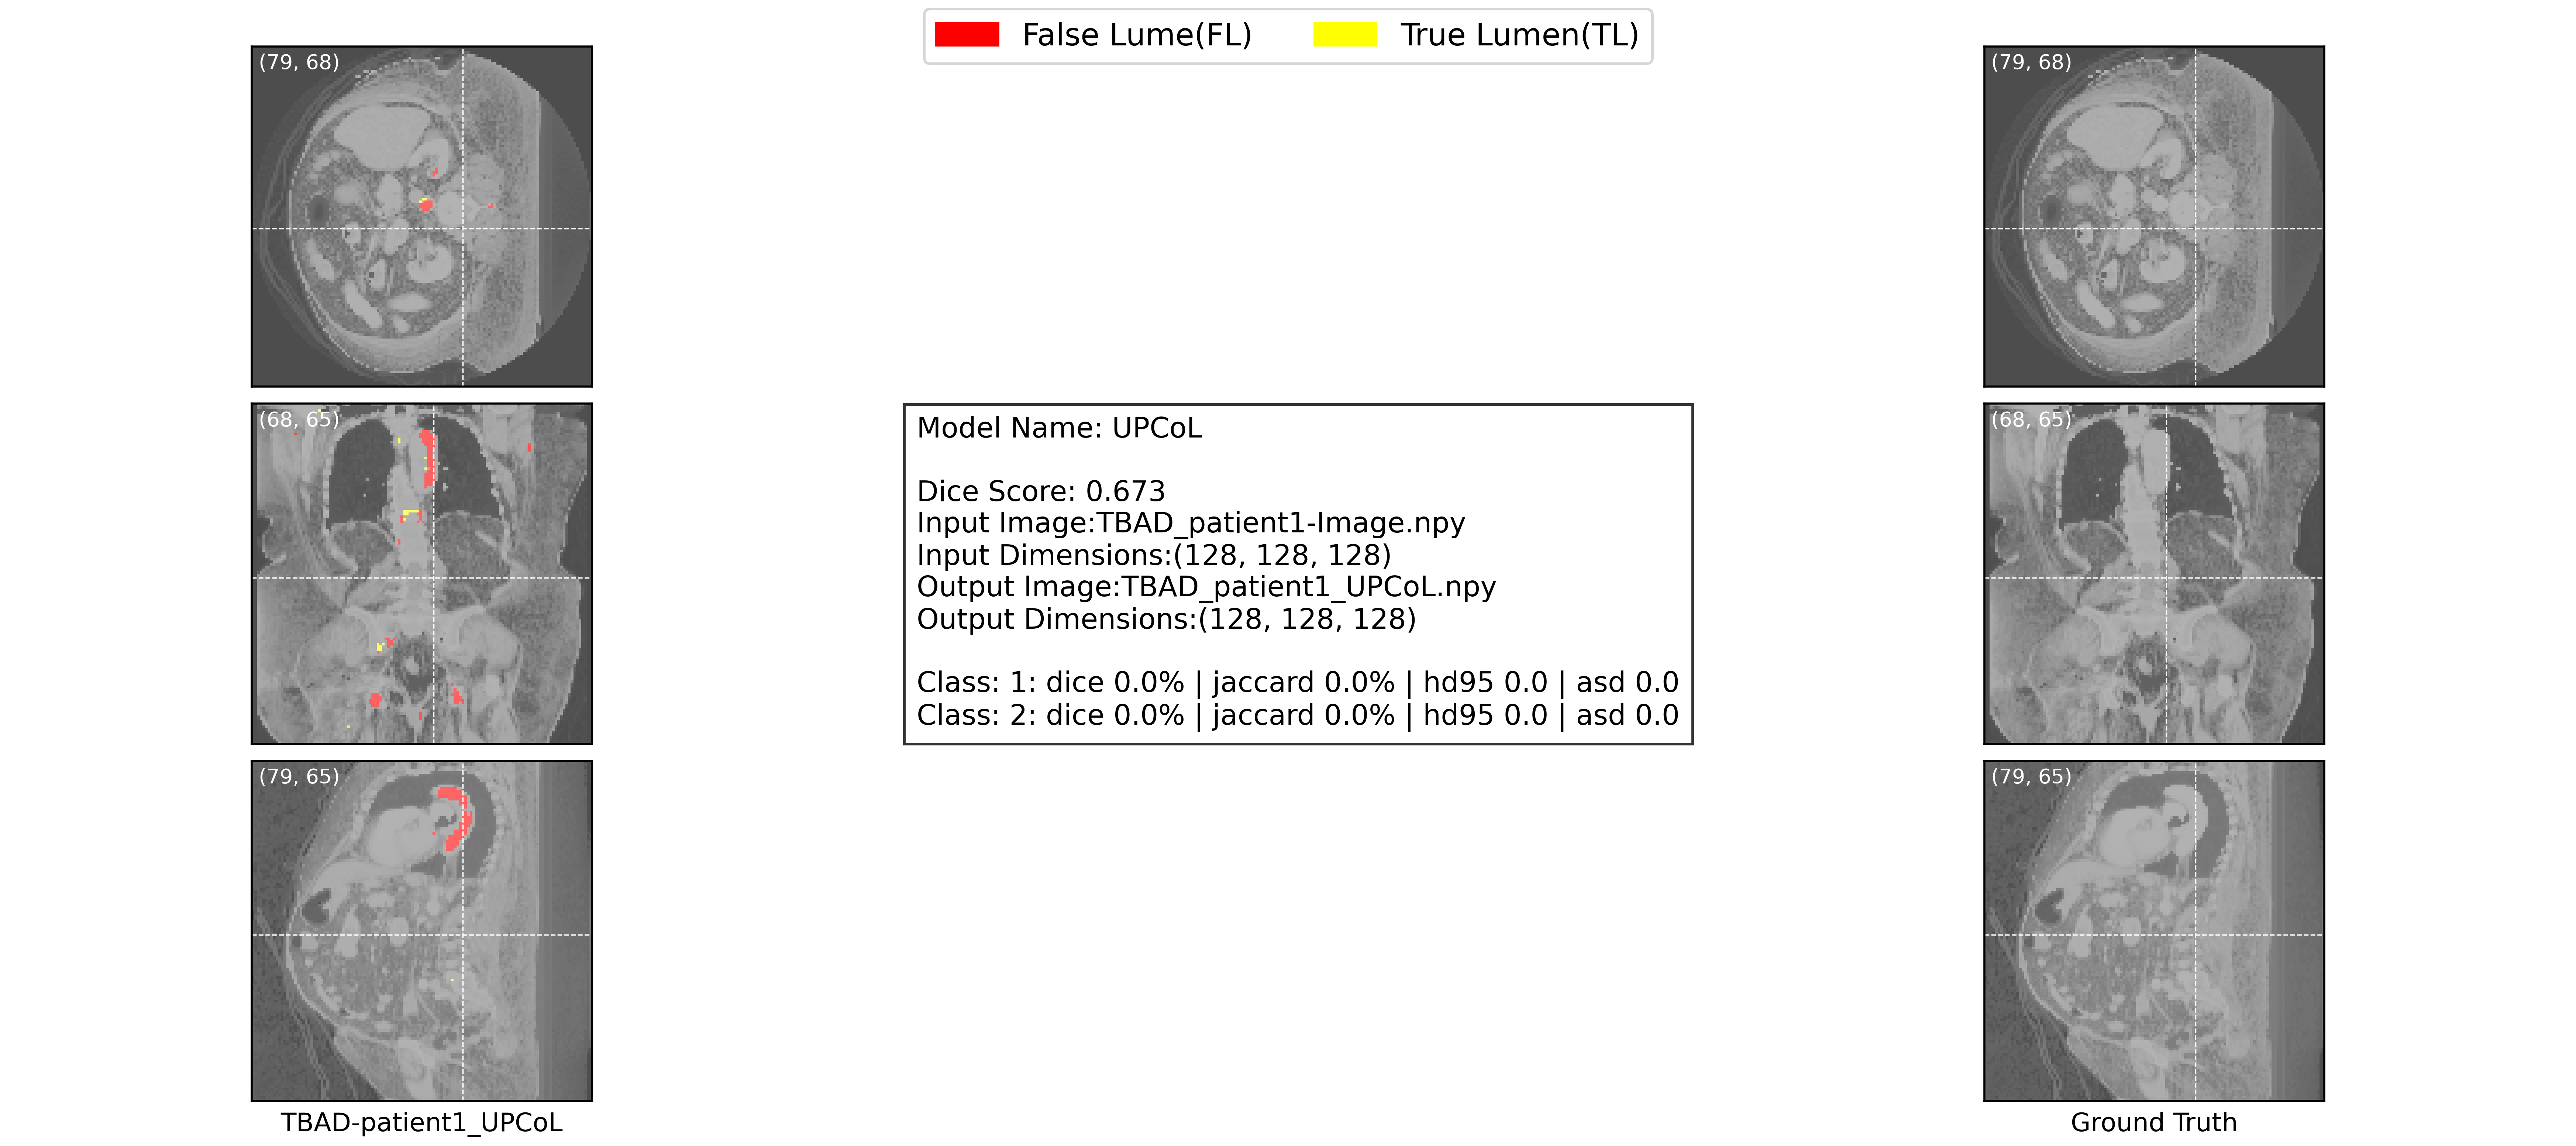 False Lume(FL) True Lumen(TL)
(79, 68)
(79, 68)
(68, 65)
Model Name: UPCoL
Dice Score: 0.673
Input Image:TBAD_patient1-Image.npy
Input Dimensions:(128, 128, 128)
Output Image:TBAD_patient1_UPCoL.npy
Output Dimensions:(128, 128, 128)
Class: 1: dice 0.0% | jaccard 0.0% | hd95 0.0 | asd 0.0
Class: 2: dice 0.0% | jaccard 0.0% | hd95 0.0 | asd 0.0
(68, 65)
(79, 65)
(79, 65)
TBAD-patient1_UPCoL
Ground Truth